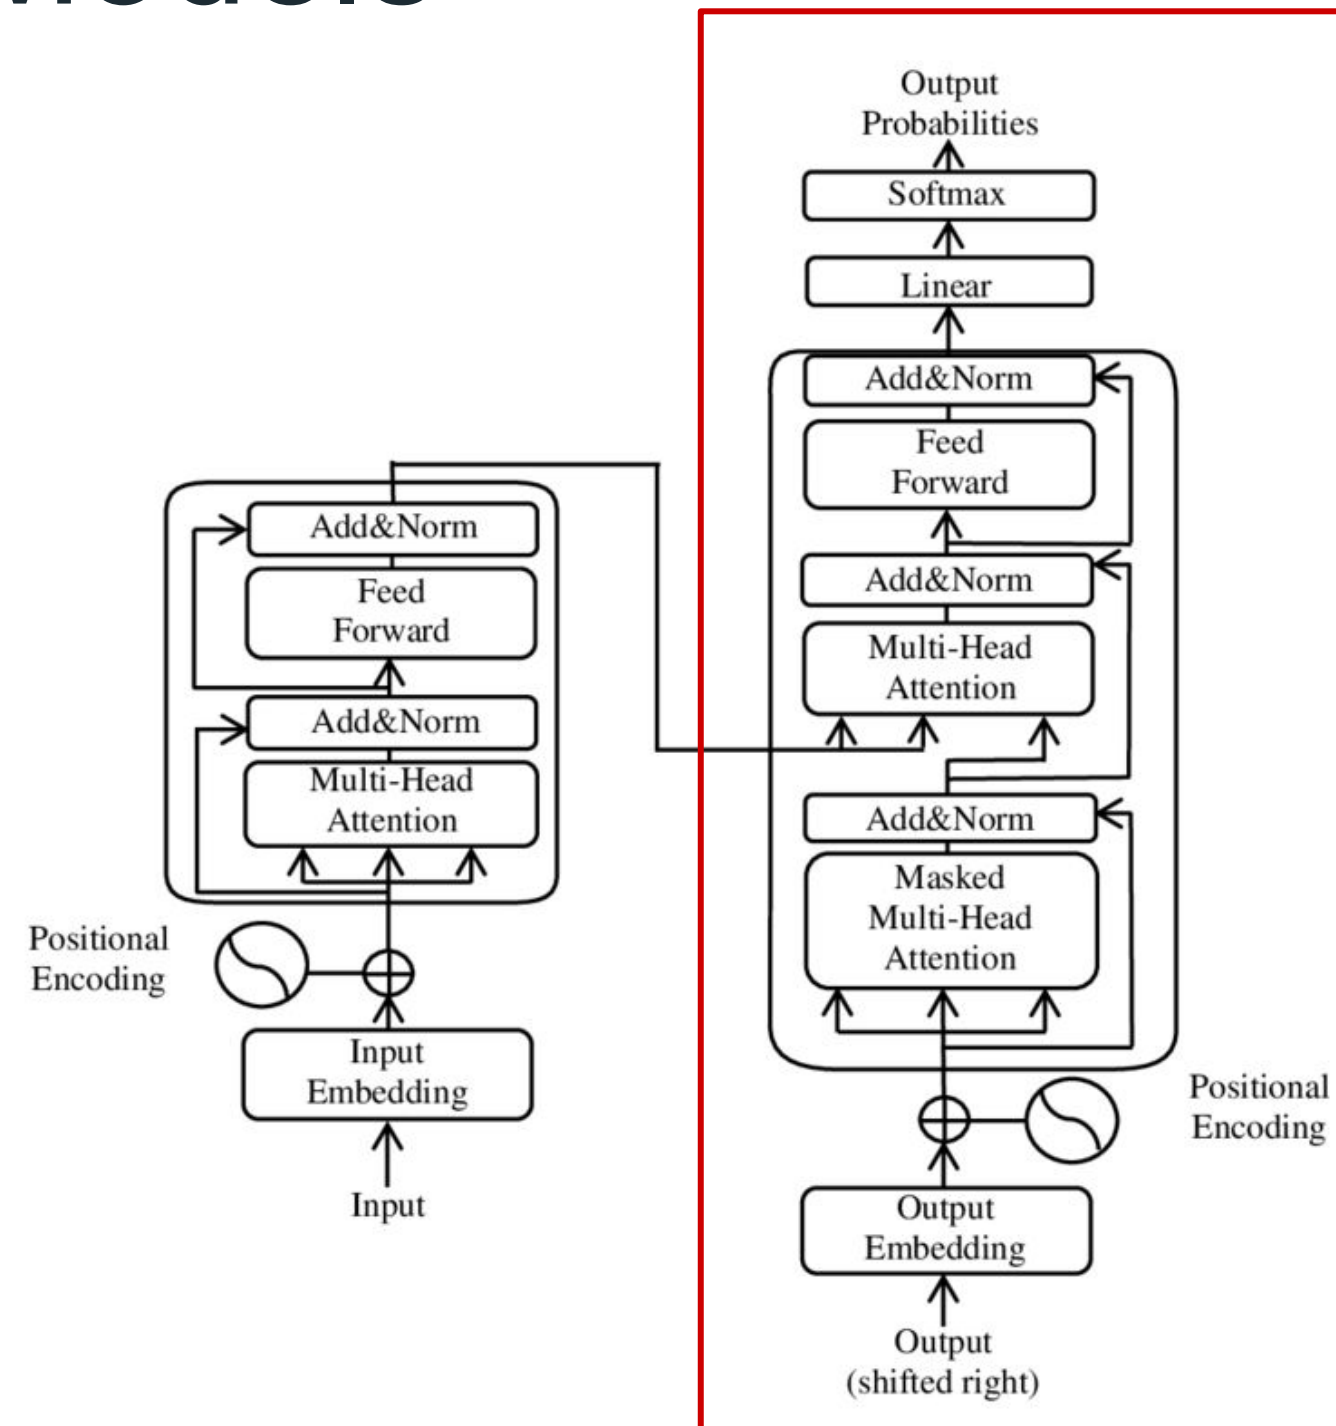 Output
Probabilities
Softmax
Linear
Add&Norm
Feed
Forward
Add&Norm
Multi-Head
Attention
Add&Norm
Masked
Multi-Head
Attention
Positional
Encoding
Output
Embedding
Output
(shifted right)
Add&Norm
Feed
Forward
Add&Norm
Multi-Head
Attention
Positional
Encoding
Input
Embedding
Input